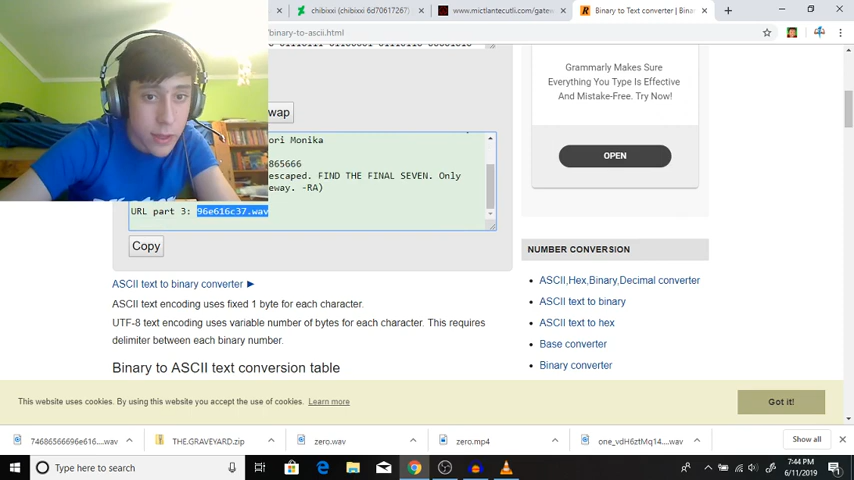 chibixxi (chibixxi 6d70617267)
www.mictlantecutli.com/gatew
Binary to Text converter | Bina
binary-to-ascii.html
wap
ori Monika
865666
escaped. FIND THE FINAL SEVEN. Only
eway. -RA)
URL part 3: 96e616c37.wav
Copy
ASCII text to binary converter ►
ASCII text encoding uses fixed 1 byte for each character.
UTF-8 text encoding uses variable number of bytes for each character. This requires
delimiter between each binary number.
Binary to ASCII text conversion table
Grammarly Makes Sure
Everything You Type Is Effective
And Mistake-Free. Try Now!
OPEN
NUMBER CONVERSION
ASCII,Hex,Binary,Decimal converter
ASCII text to binary
ASCII text to hex
Base converter
Binary converter
This website uses cookies. By using this website you accept the use of cookies. Learn more
Got it!
74686566696e616....wav
THE.GRAVEYARD.zip
zero.wav
zero.mp4
one_vdH6ztMq14....wav
Show all
Type here to search
7:44 PM
6/11/2019